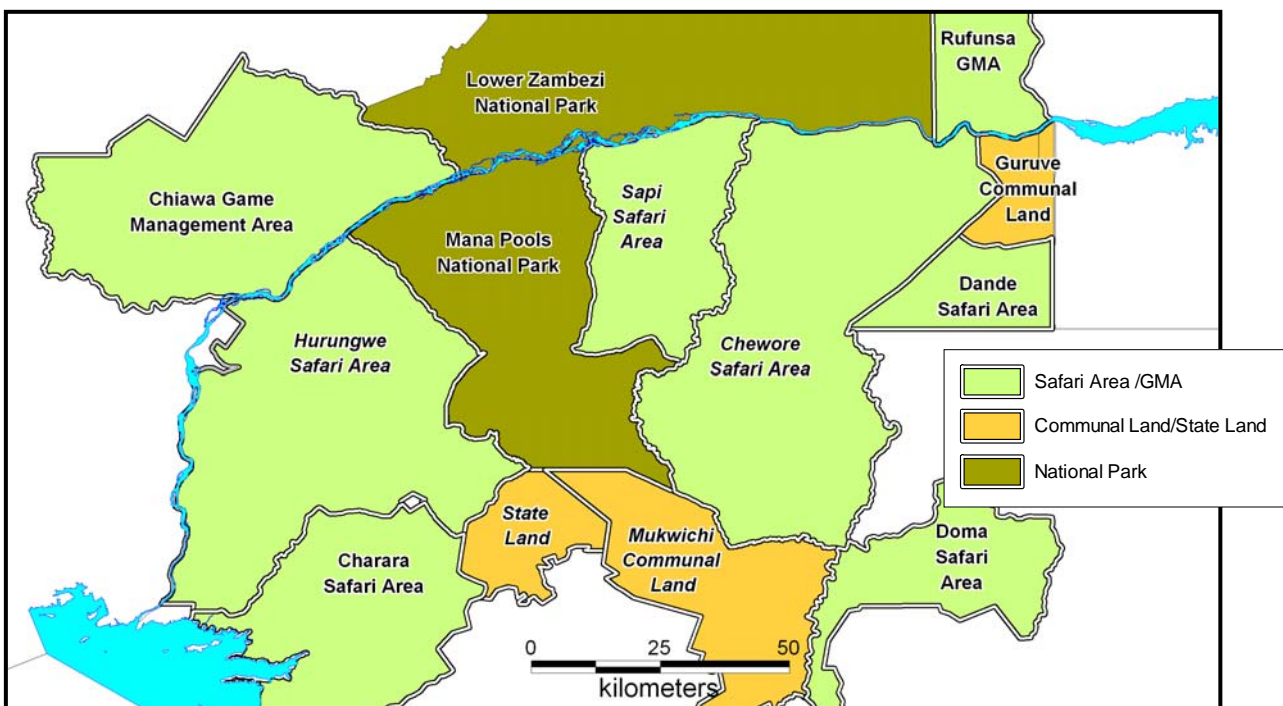 Rufunsa
GMA
Lower Zambezi
National Park
Chiawa Game
Management Area
Guruve
Communal
Land
Sapi
Safari
Area
Mana Pools
National Park
Dande
Safari Area
Hurungwe
Safari Area
Chewore
Safari Area
Safari Area /GMA
Communal Land/State Land
National Park
State
Land
Mukwichi
Communal
Land
Doma
Safari
Area
Charara
Safari Area
0 25 50
kilometers